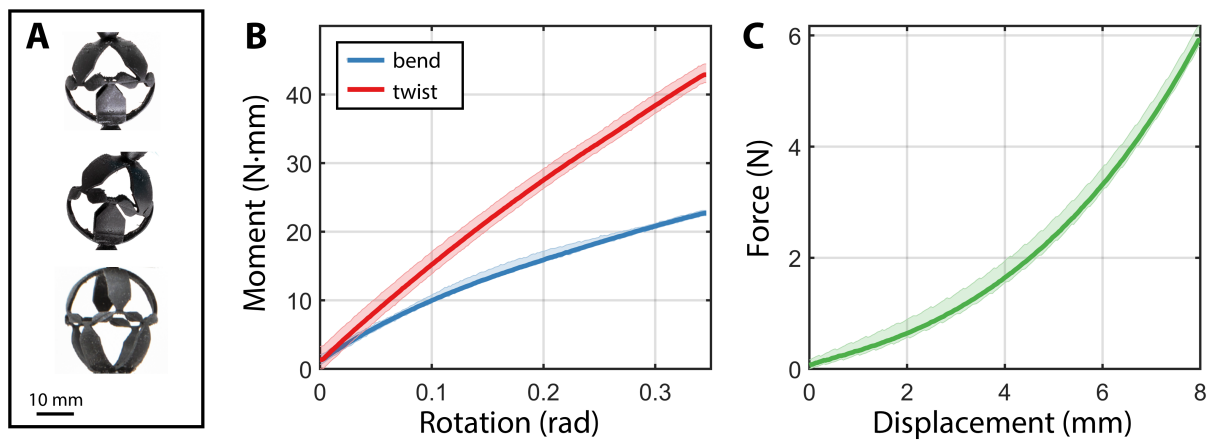 A
10 mm
B
bend
twist
Moment (N·mm)
40
30
20
10
0
0 0.1 0.2 0.3
Rotation (rad)
C
Force (N)
6
4
2
0
0 2 4 6 8
Displacement (mm)